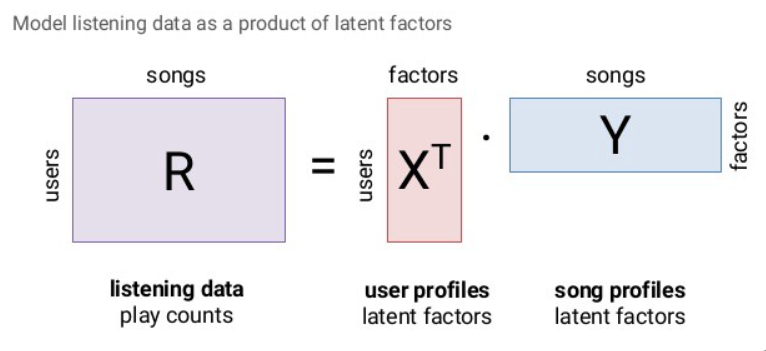 Model listening data as a product of latent factors
songs
factors
songs
users
R
=
users
X^T
·
Y
factors
listening data
play counts
user profiles
latent factors
song profiles
latent factors